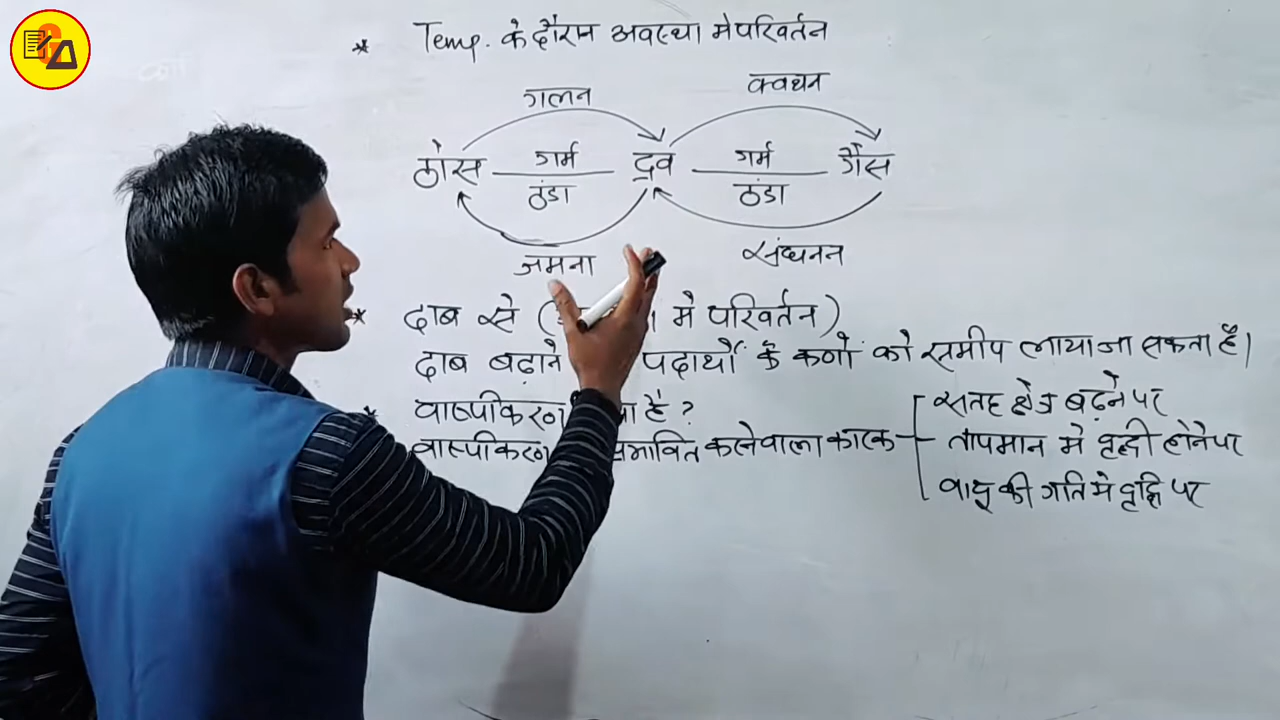 * Temp. के दौरान अवस्था मे परिवर्तन
गलन क्वथन
ठोस गर्म द्रव गर्म गैस
ठंडा ठंडा
जमना संघनन
* दाब से ( मे परिवर्तन)
दाब बढ़ाने पदार्थों के कणों को समीप लाया जा सकता है।
* वाष्पीकरण है ?
वास्पीकरण प्रभावित करने वाला कारक
सतह क्षेत्र बढ़ने पर
तापमान मे वृद्धी होने पर
वायु की गति मे वृद्धि पर